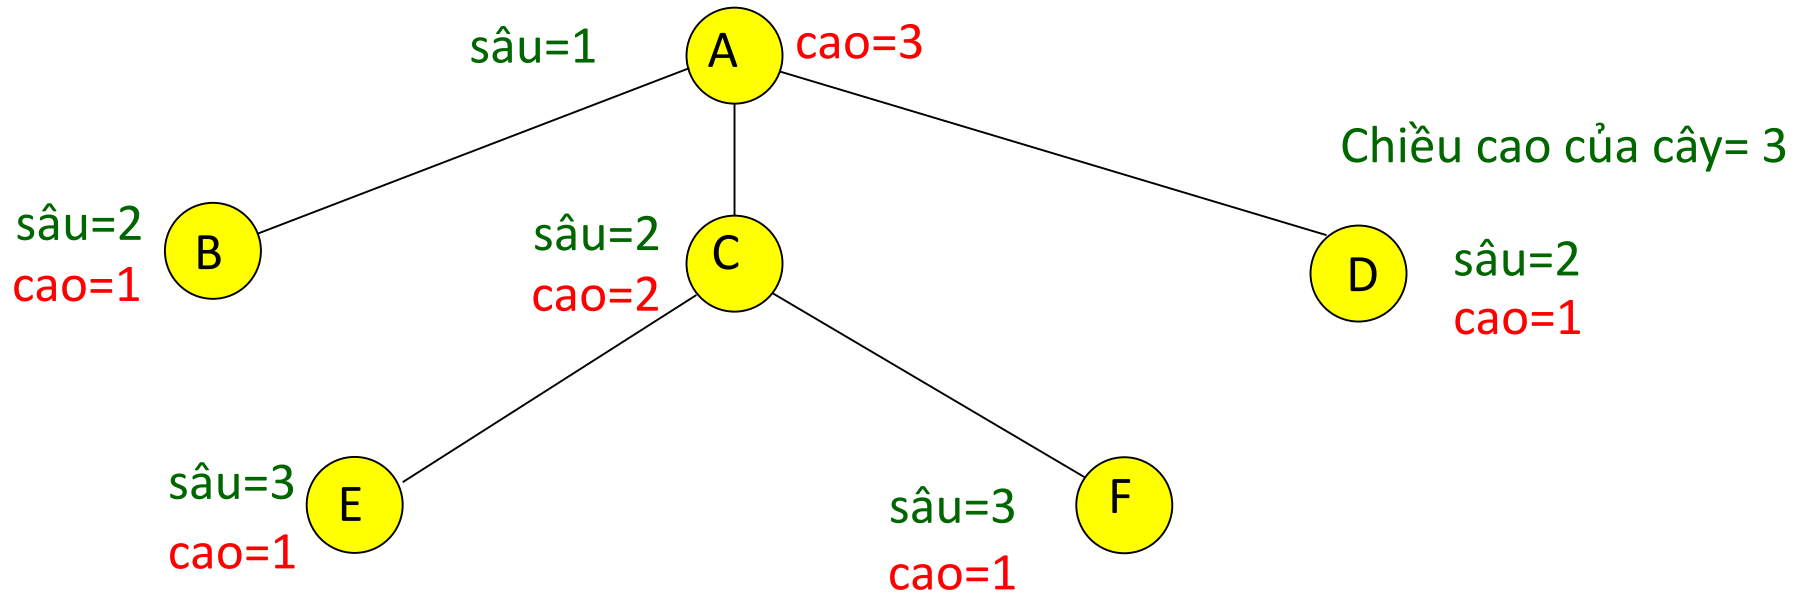 sâu=1
A
cao=3
Chiều cao của cây= 3
sâu=2
cao=1
B
sâu=2
cao=2
C
D
sâu=2
cao=1
sâu=3
cao=1
E
sâu=3
cao=1
F